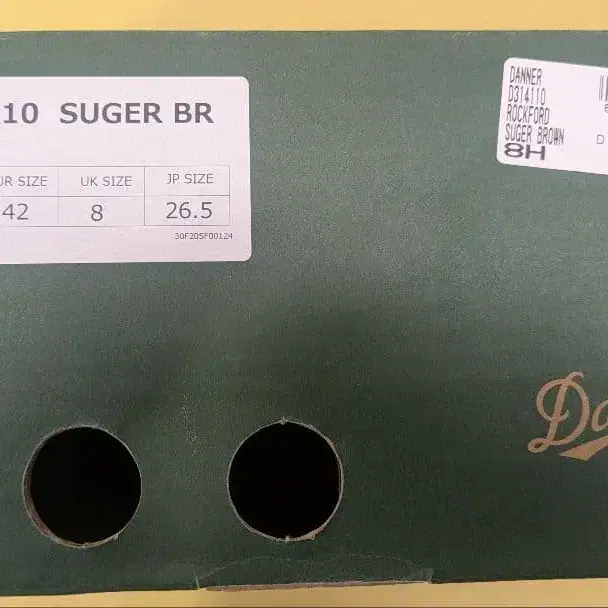 10 SUGER BR
UR SIZE UK SIZE JP SIZE
42 8 26.5
30F20SF00124
DANNER
D314110
ROCKFORD
SUGER BROWN
8H
D
Da